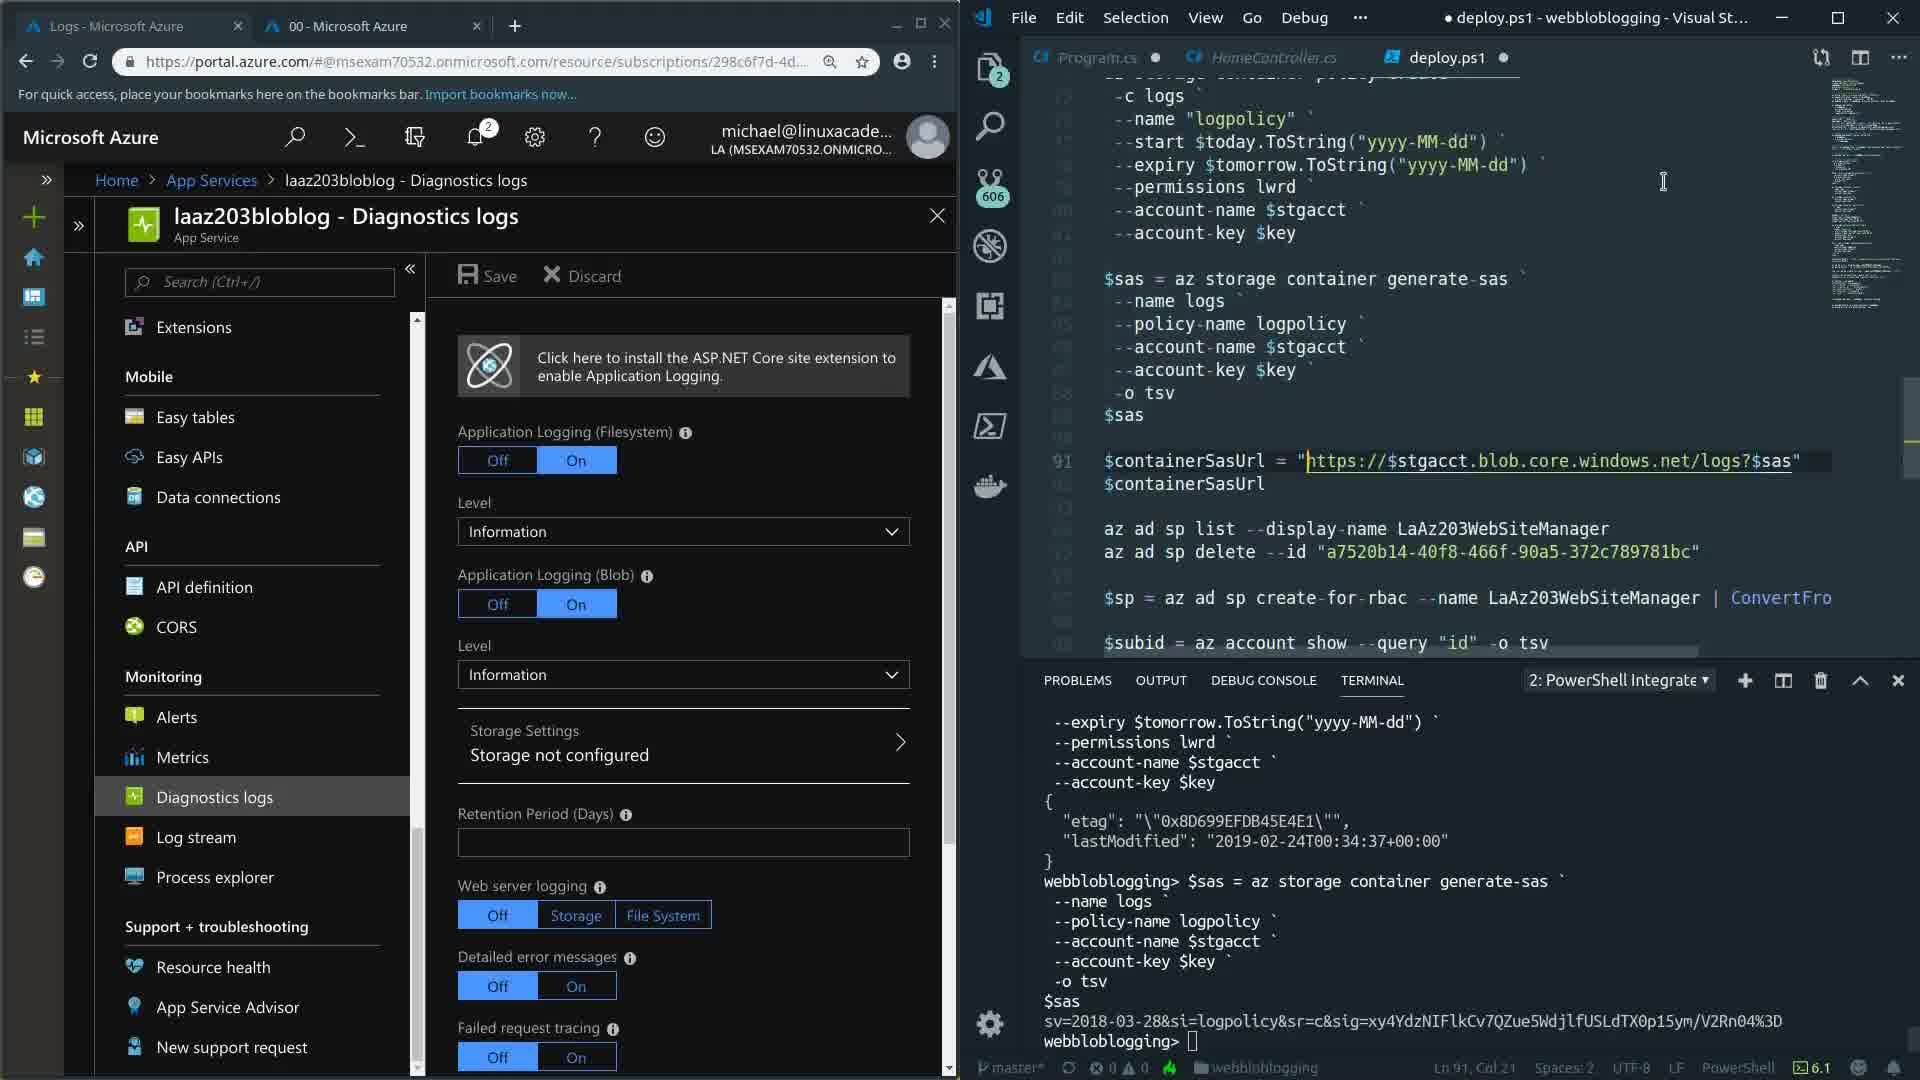 Logs - Microsoft Azure
00 - Microsoft Azure
https://portal.azure.com/#@msexam70532.onmicrosoft.com/resource/subscriptions/298c6f7d-4d...
For quick access, place your bookmarks here on the bookmarks bar. Import bookmarks now...
Microsoft Azure
2
michael@linuxacade...
LA (MSEXAM70532.ONMICRO...
Home > App Services > laaz203bloblog - Diagnostics logs
laaz203bloblog - Diagnostics logs
App Service
Search (Ctrl+/)
Extensions
Mobile
Easy tables
Easy APIs
Data connections
API
API definition
CORS
Monitoring
Alerts
Metrics
Diagnostics logs
Log stream
Process explorer
Support + troubleshooting
Resource health
App Service Advisor
New support request
Save
Discard
Click here to install the ASP.NET Core site extension to
enable Application Logging.
Application Logging (Filesystem)
Off On
Level
Information
Application Logging (Blob)
Off On
Level
Information
Storage Settings
Storage not configured
Retention Period (Days)
Web server logging
Off Storage File System
Detailed error messages
Off On
Failed request tracing
Off On
File Edit Selection View Go Debug ...
● deploy.ps1 - webbloblogging - Visual St...
2
606
Program.cs
HomeController.cs
deploy.ps1
az storage container policy create `
-c logs `
--name "logpolicy" `
--start $today.ToString("yyyy-MM-dd") `
--expiry $tomorrow.ToString("yyyy-MM-dd") `
--permissions lwrd `
--account-name $stgacct `
--account-key $key
$sas = az storage container generate-sas `
--name logs `
--policy-name logpolicy `
--account-name $stgacct `
--account-key $key `
-o tsv
$sas
91 $containerSasUrl = "https://$stgacct.blob.core.windows.net/logs?$sas"
$containerSasUrl
az ad sp list --display-name LaAz203WebSiteManager
az ad sp delete --id "a7520b14-40f8-466f-90a5-372c789781bc"
$sp = az ad sp create-for-rbac --name LaAz203WebSiteManager | ConvertFro
$subid = az account show --query "id" -o tsv
PROBLEMS OUTPUT DEBUG CONSOLE TERMINAL
2: PowerShell Integrate
--expiry $tomorrow.ToString("yyyy-MM-dd") `
--permissions lwrd `
--account-name $stgacct `
--account-key $key
{
"etag": "\"0x8D699EFDB45E4E1\"",
"lastModified": "2019-02-24T00:34:37+00:00"
}
webbloblogging> $sas = az storage container generate-sas `
--name logs `
--policy-name logpolicy `
--account-name $stgacct `
--account-key $key `
-o tsv
$sas
sv=2018-03-28&si=logpolicy&sr=c&sig=xy4YdzNIFlkCv7QZue5WdjlfUSLdTX0p15ym/V2Rn04%3D
webbloblogging>
master* 0 0 webbloblogging Ln 91, Col 21 Spaces: 2 UTF-8 LF PowerShell 6.1